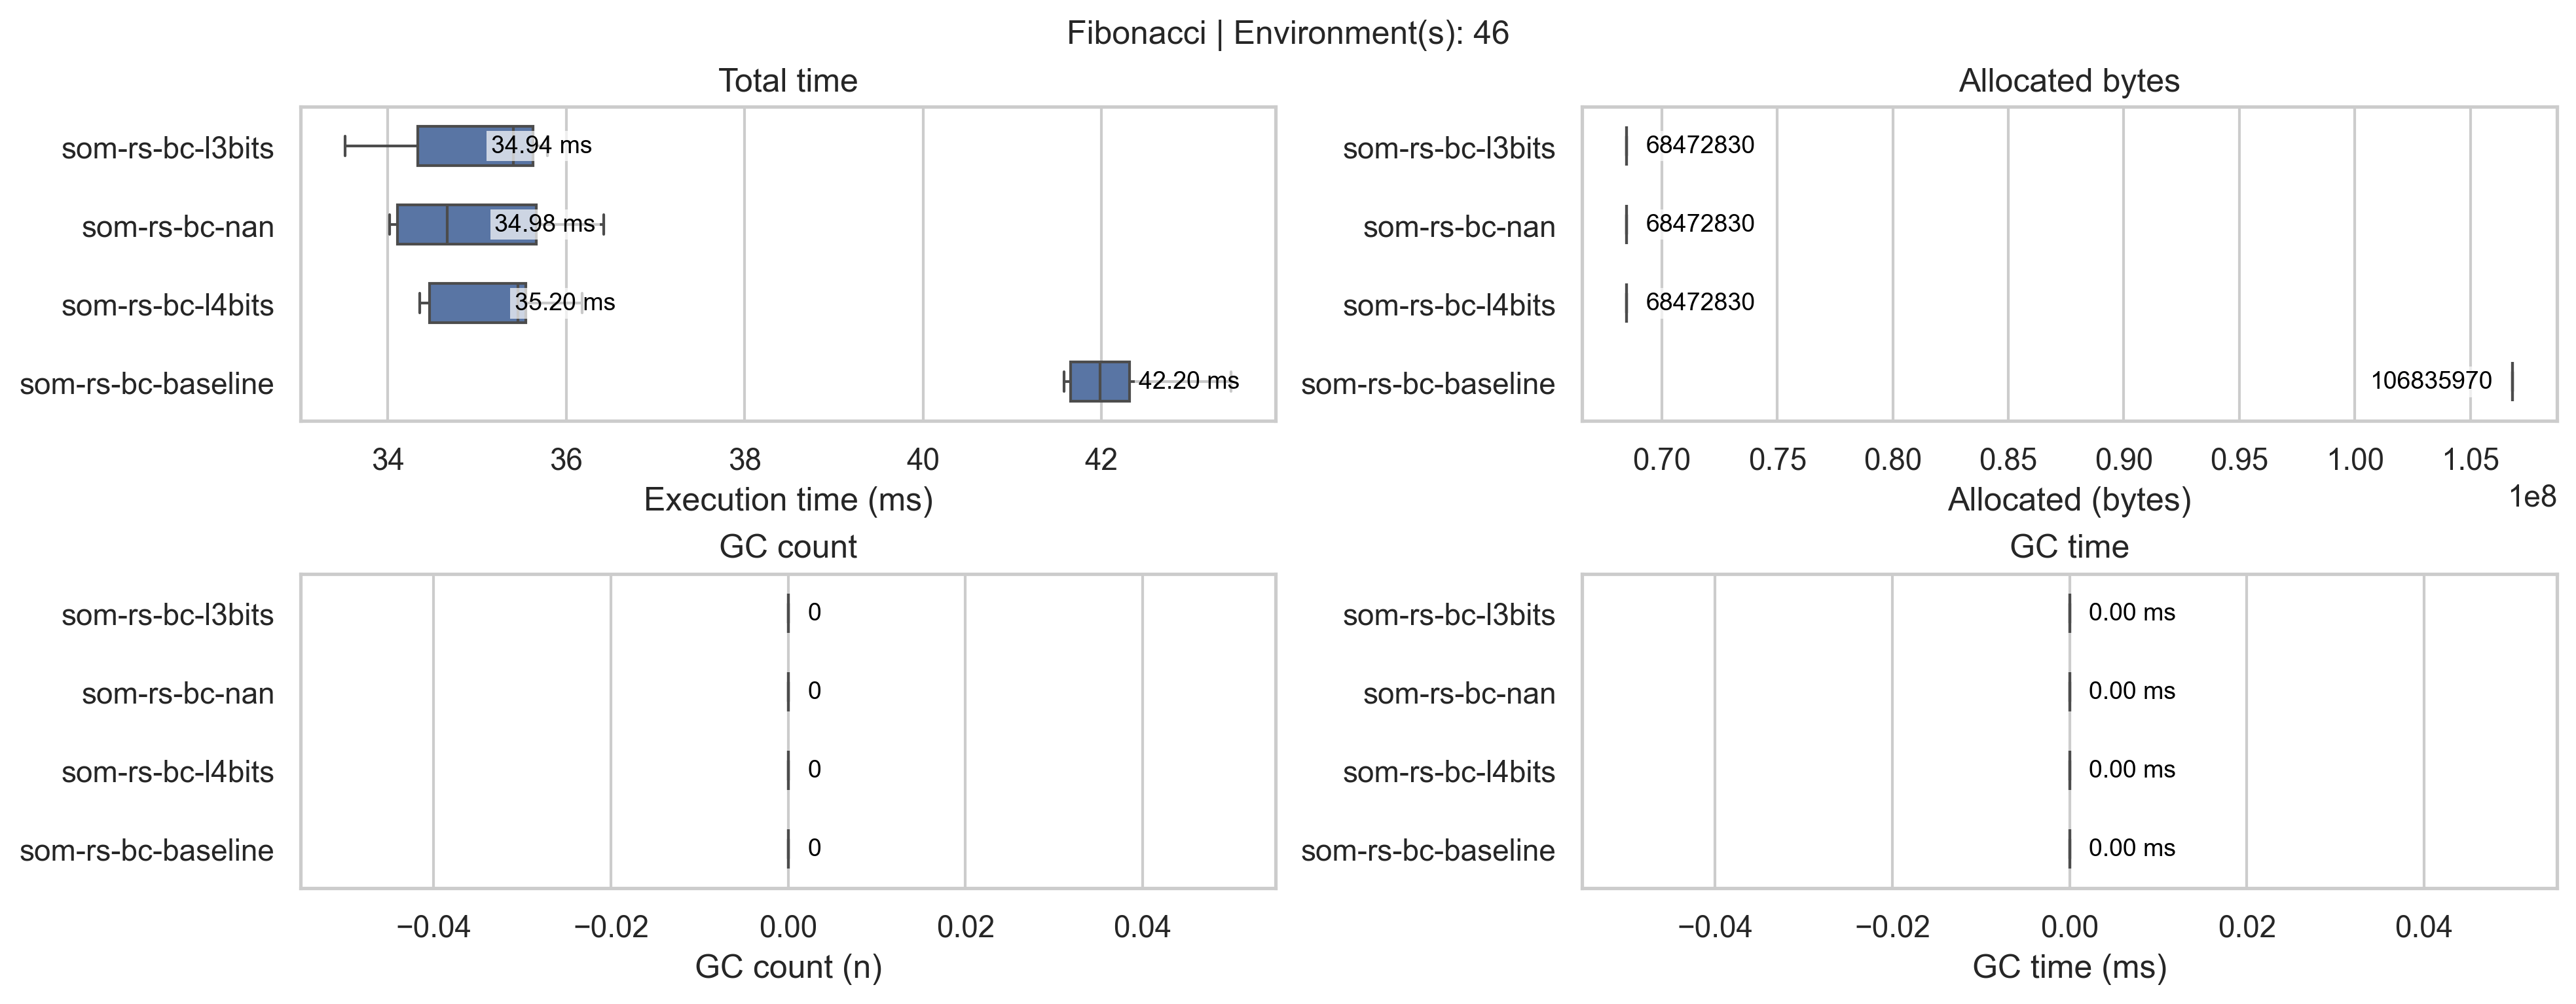 Fibonacci | Environment(s): 46
Total time
som-rs-bc-l3bits
34.94 ms
som-rs-bc-nan
34.98 ms
som-rs-bc-l4bits
35.20 ms
som-rs-bc-baseline
42.20 ms
34 36 38 40 42
Execution time (ms)
Allocated bytes
som-rs-bc-l3bits
68472830
som-rs-bc-nan
68472830
som-rs-bc-l4bits
68472830
som-rs-bc-baseline
106835970
0.70 0.75 0.80 0.85 0.90 0.95 1.00 1.05
1e8
Allocated (bytes)
GC count
som-rs-bc-l3bits
0
som-rs-bc-nan
0
som-rs-bc-l4bits
0
som-rs-bc-baseline
0
−0.04 −0.02 0.00 0.02 0.04
GC count (n)
GC time
som-rs-bc-l3bits
0.00 ms
som-rs-bc-nan
0.00 ms
som-rs-bc-l4bits
0.00 ms
som-rs-bc-baseline
0.00 ms
−0.04 −0.02 0.00 0.02 0.04
GC time (ms)